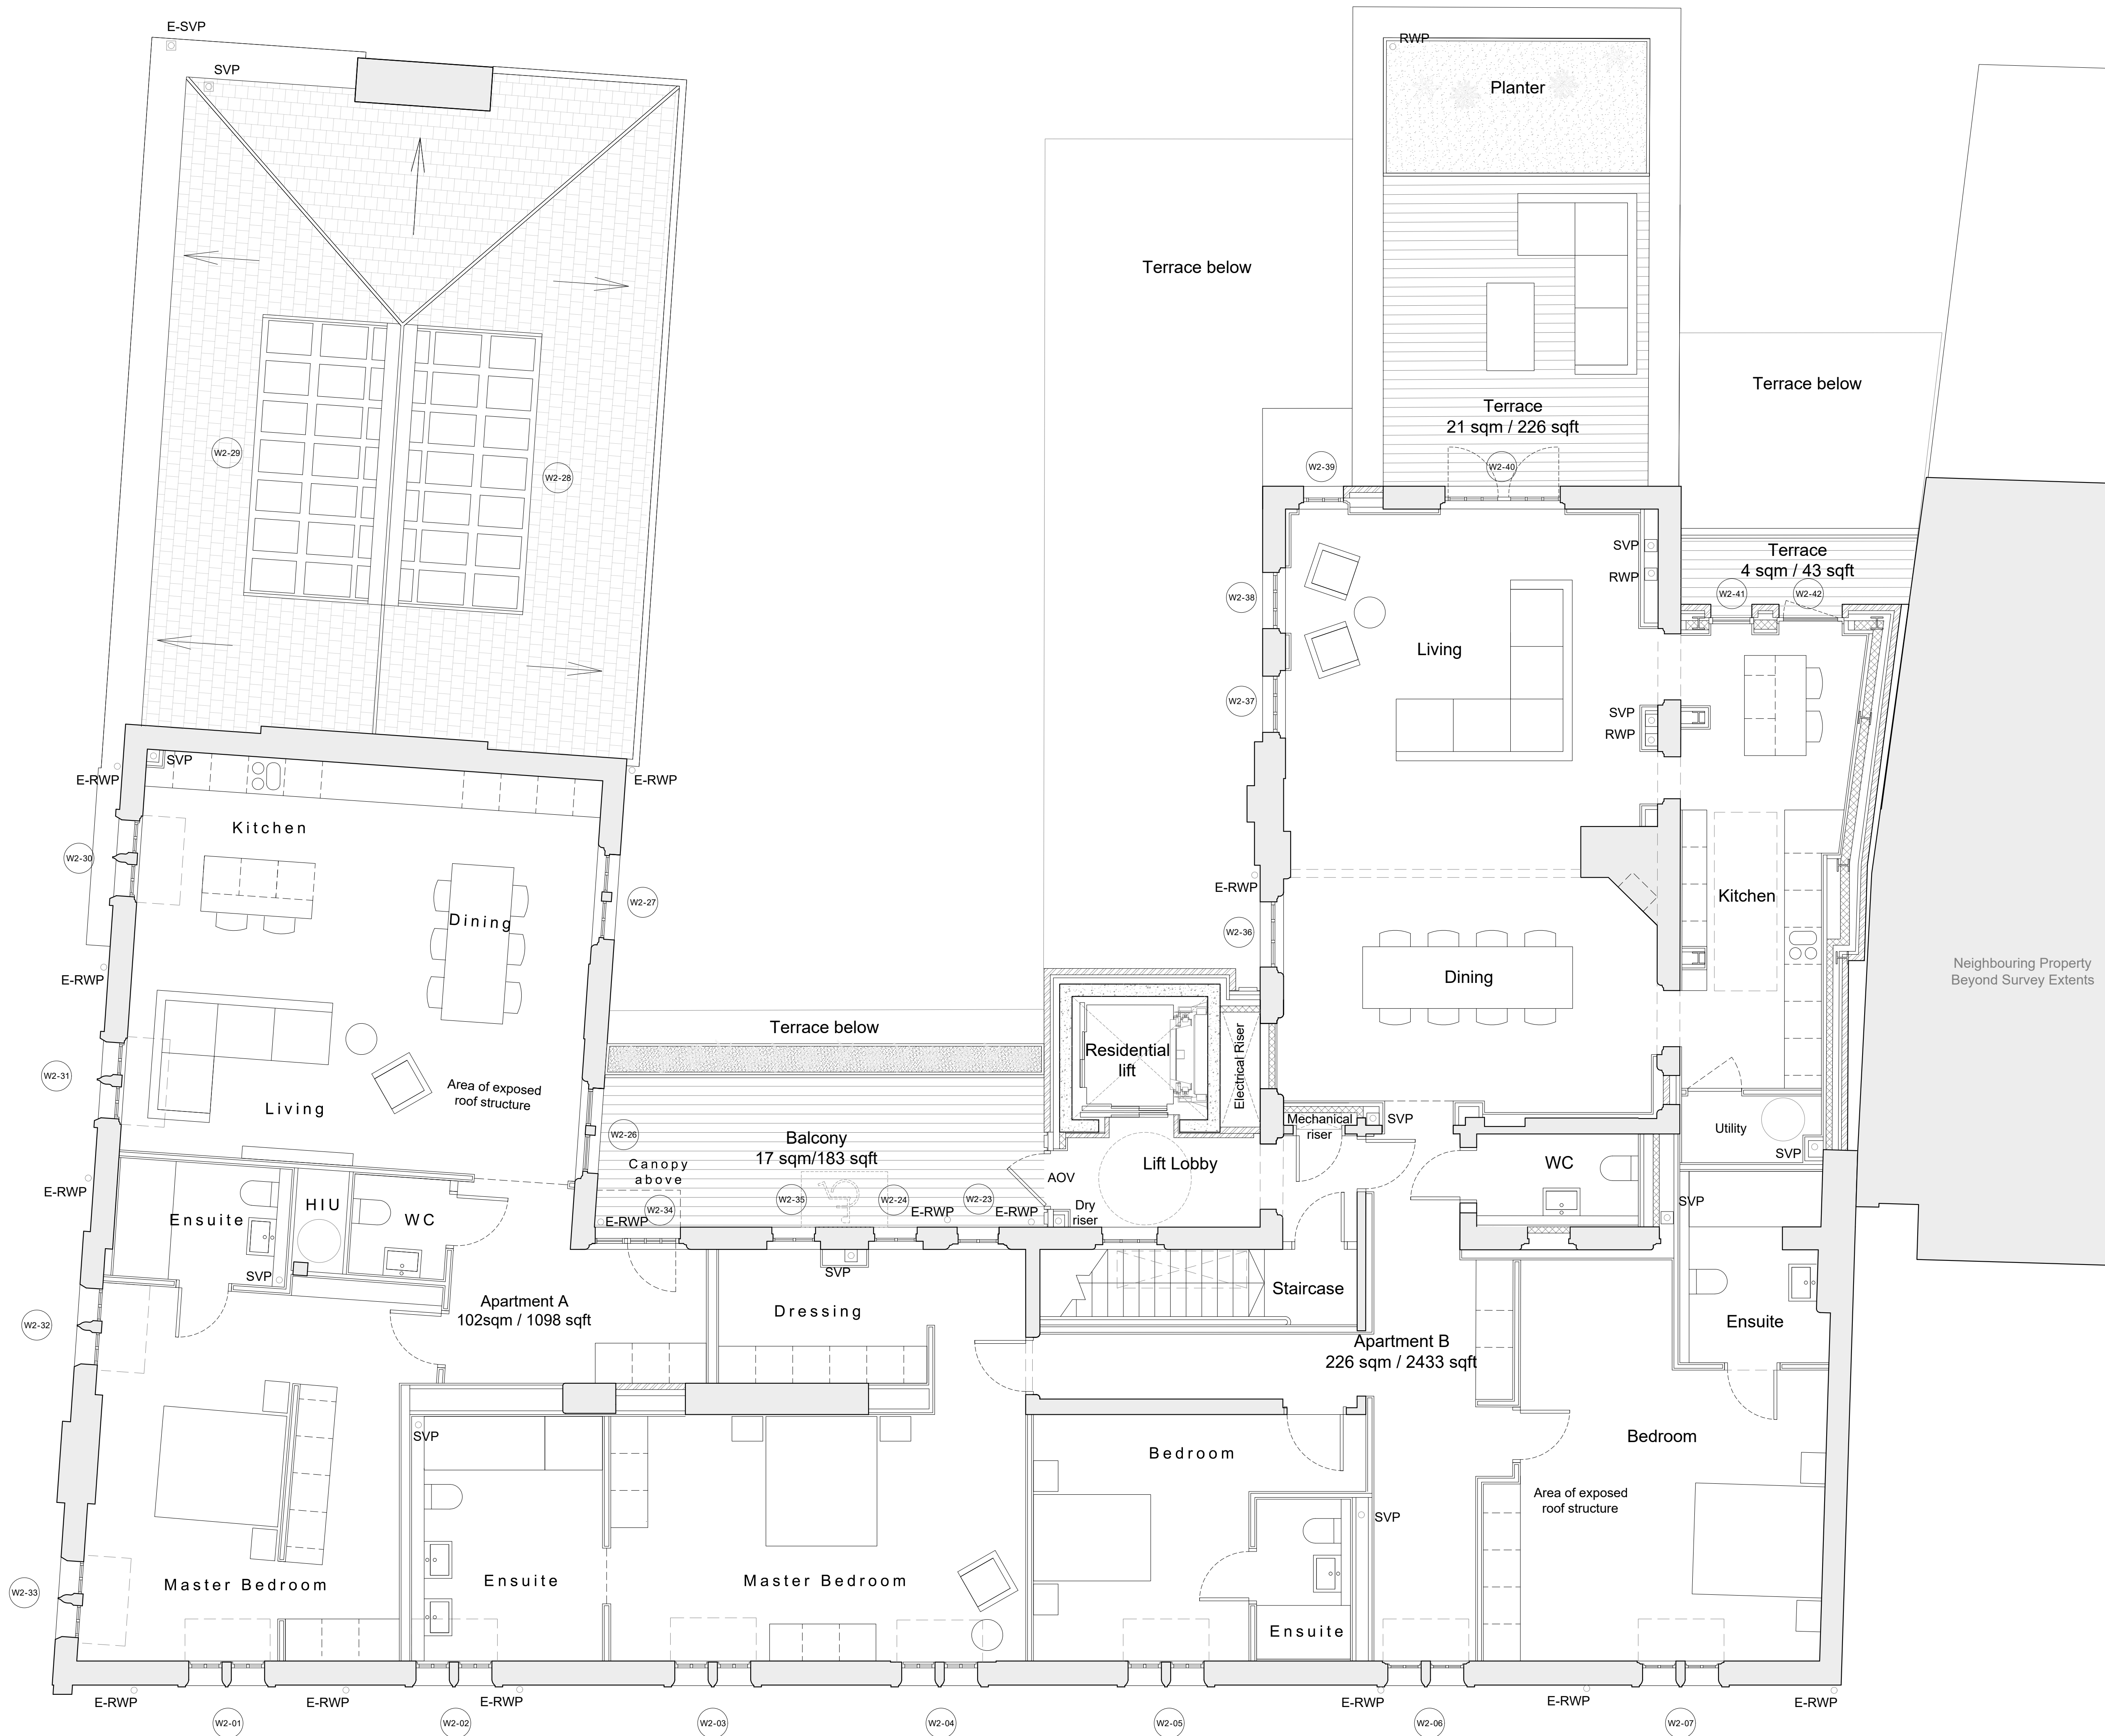 E-SVP
SVP
RWP
Planter
Terrace below
Terrace below
Terrace
21 sqm / 226 sqft
W2-29
W2-28
W2-39
W2-40
SVP
RWP
Terrace
4 sqm / 43 sqft
W2-41
W2-42
W2-38
Living
W2-37
SVP
RWP
E-RWP
SVP
E-RWP
Kitchen
W2-30
W2-27
Dining
E-RWP
W2-36
Kitchen
Dining
E-RWP
Neighbouring Property
Beyond Survey Extents
Terrace below
Residential
lift
Electrical Riser
W2-31
Area of exposed
roof structure
Living
W2-26
Balcony
17 sqm/183 sqft
Mechanical
riser
SVP
Utility
SVP
Canopy
above
AOV
Lift Lobby
WC
E-RWP
HIU
Ensuite
WC
W2-34
E-RWP
W2-35
W2-24
E-RWP
W2-23
E-RWP
Dry
riser
SVP
SVP
SVP
Apartment A
102sqm / 1098 sqft
Dressing
Staircase
Ensuite
W2-32
Apartment B
226 sqm / 2433 sqft
SVP
Bedroom
Bedroom
Area of exposed
roof structure
SVP
W2-33
Master Bedroom
Ensuite
Master Bedroom
Ensuite
E-RWP
E-RWP
E-RWP
E-RWP
E-RWP
E-RWP
W2-01
W2-02
W2-03
W2-04
W2-05
W2-06
W2-07